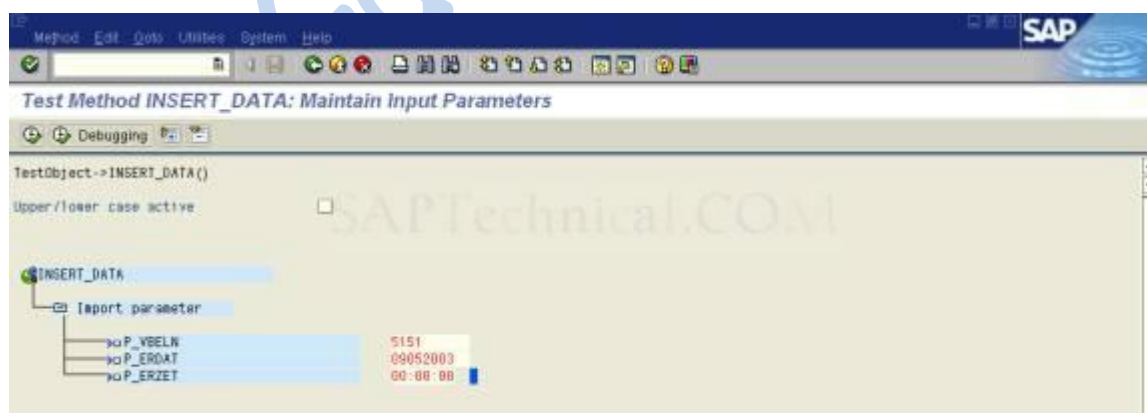 Method Edit Goto Utilities System Help
SAP
Test Method INSERT_DATA: Maintain Input Parameters
Debugging
TestObject->INSERT_DATA()
Upper/lower case active
SAPTechnical.COM
INSERT_DATA
Import parameter
P_VBELN 5151
P_ERDAT 09052003
P_ERZET 00:00:00